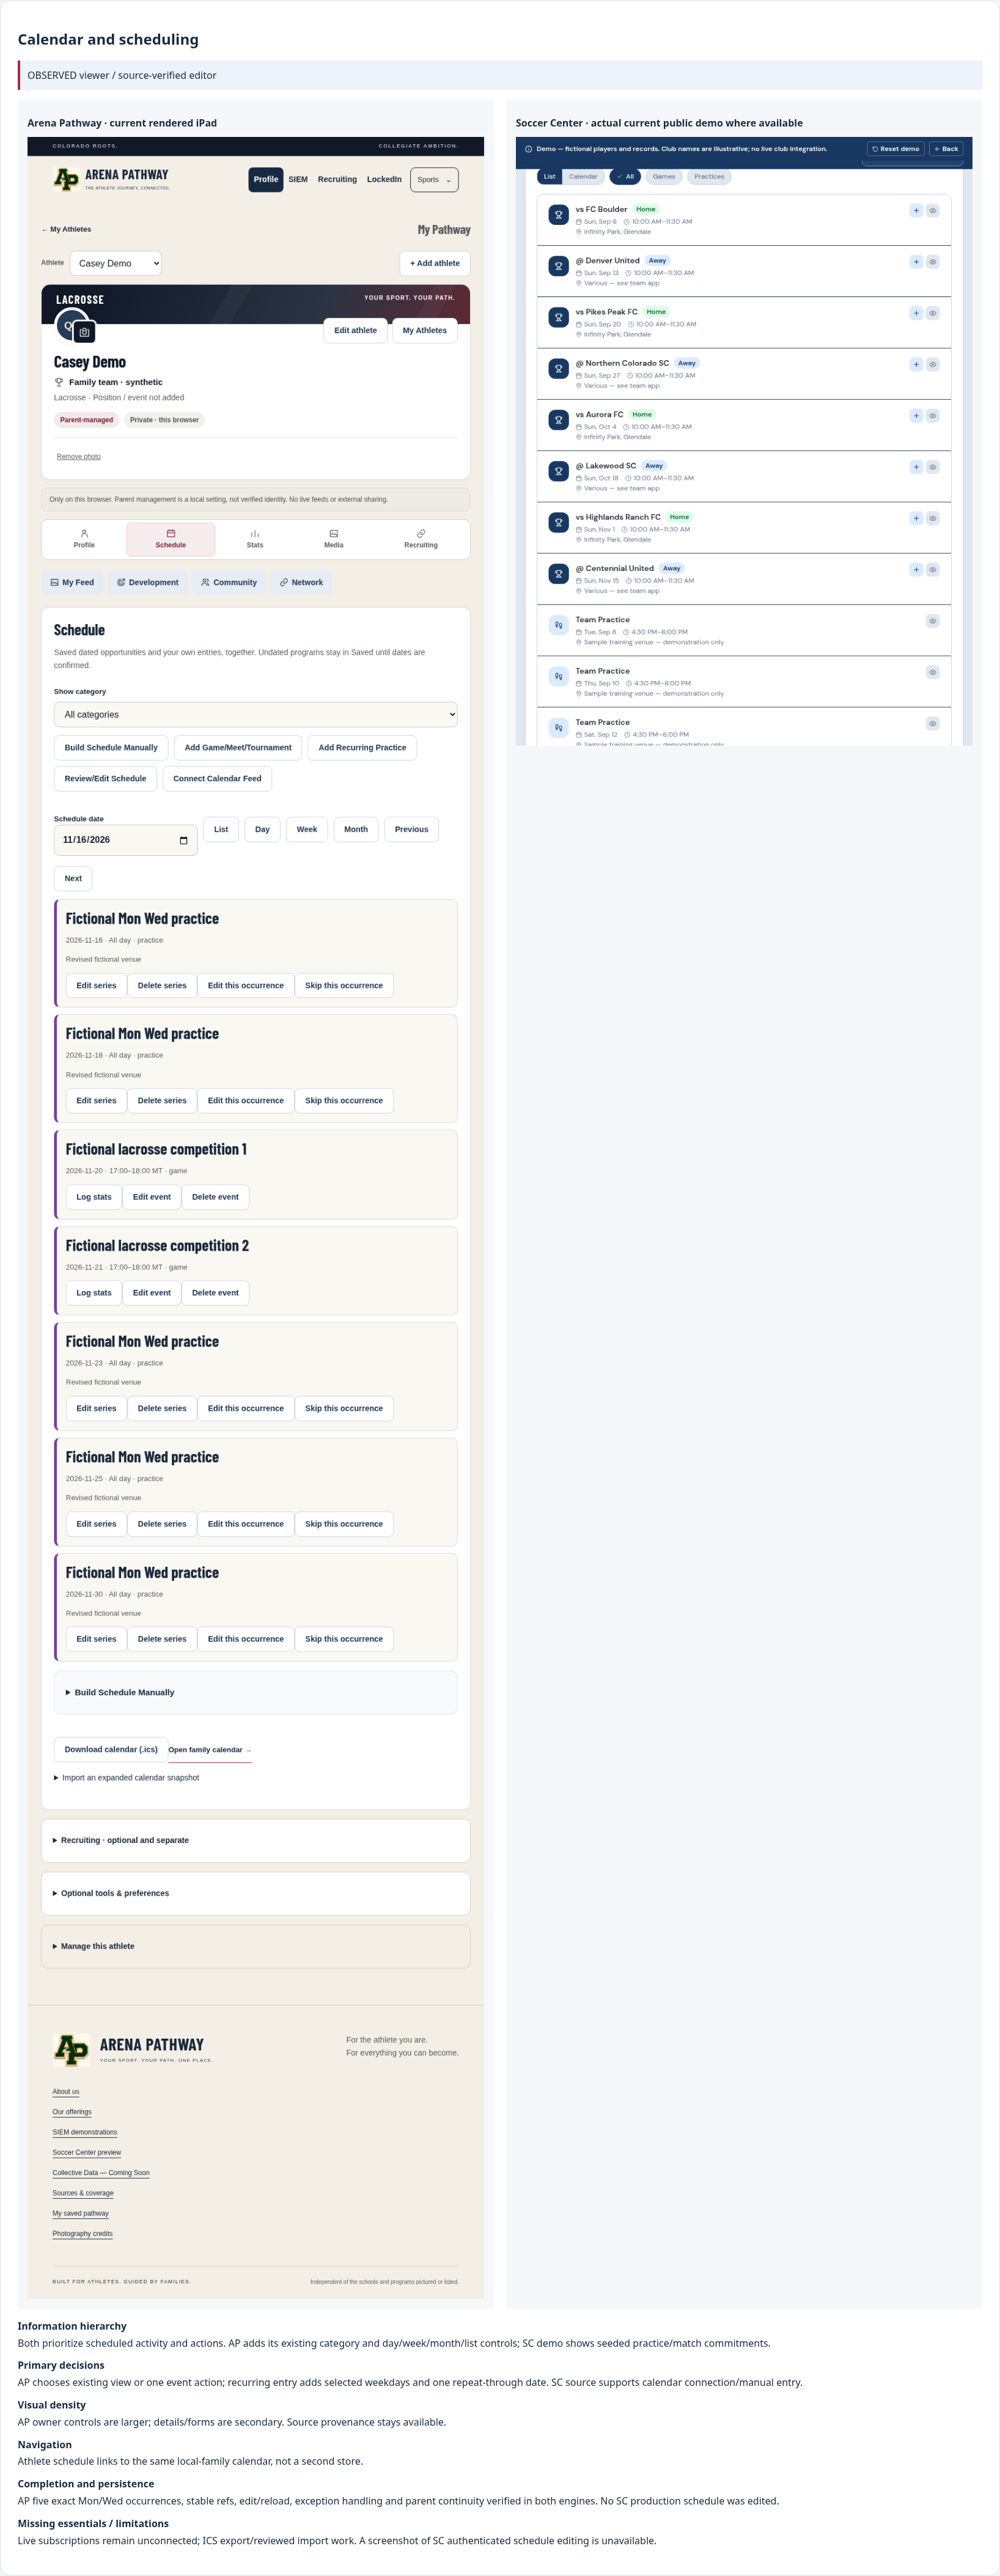 Calendar and scheduling
OBSERVED viewer / source-verified editor
Arena Pathway · current rendered iPad
COLORADO ROOTS.
COLLEGIATE AMBITION.
AP
ARENA PATHWAY
THE ATHLETE JOURNEY. CONNECTED.
Profile
SIEM
Recruiting
LockedIn
Sports
← My Athletes
My Pathway
Athlete
Casey Demo
+ Add athlete
LACROSSE
YOUR SPORT. YOUR PATH.
Edit athlete
My Athletes
Casey Demo
Family team · synthetic
Lacrosse · Position / event not added
Parent-managed
Private · this browser
Remove photo
Only on this browser. Parent management is a local setting, not verified identity. No live feeds or external sharing.
Profile
Schedule
Stats
Media
Recruiting
My Feed
Development
Community
Network
Schedule
Saved dated opportunities and your own entries, together. Undated programs stay in Saved until dates are
confirmed.
Show category
All categories
Build Schedule Manually
Add Game/Meet/Tournament
Add Recurring Practice
Review/Edit Schedule
Connect Calendar Feed
Schedule date
11/16/2026
List
Day
Week
Month
Previous
Next
Fictional Mon Wed practice
2026-11-16 · All day · practice
Revised fictional venue
Edit series
Delete series
Edit this occurrence
Skip this occurrence
Fictional Mon Wed practice
2026-11-18 · All day · practice
Revised fictional venue
Edit series
Delete series
Edit this occurrence
Skip this occurrence
Fictional lacrosse competition 1
2026-11-20 · 17:00–18:00 MT · game
Log stats
Edit event
Delete event
Fictional lacrosse competition 2
2026-11-21 · 17:00–18:00 MT · game
Log stats
Edit event
Delete event
Fictional Mon Wed practice
2026-11-23 · All day · practice
Revised fictional venue
Edit series
Delete series
Edit this occurrence
Skip this occurrence
Fictional Mon Wed practice
2026-11-25 · All day · practice
Revised fictional venue
Edit series
Delete series
Edit this occurrence
Skip this occurrence
Fictional Mon Wed practice
2026-11-30 · All day · practice
Revised fictional venue
Edit series
Delete series
Edit this occurrence
Skip this occurrence
▶ Build Schedule Manually
Download calendar (.ics)
Open family calendar →
▶ Import an expanded calendar snapshot
▶ Recruiting · optional and separate
▶ Optional tools & preferences
▶ Manage this athlete
AP
ARENA PATHWAY
YOUR SPORT. YOUR PATH. ONE PLACE.
For the athlete you are.
For everything you can become.
About us
Our offerings
SIEM demonstrations
Soccer Center preview
Collective Data — Coming Soon
Sources & coverage
My saved pathway
Photography credits
BUILT FOR ATHLETES. GUIDED BY FAMILIES.
Independent of the schools and programs pictured or listed.
Soccer Center · actual current public demo where available
Demo — fictional players and records. Club names are illustrative; no live club integration.
Reset demo
← Back
List
Calendar
✓ All
Games
Practices
vs FC Boulder Home
Sun, Sep 6 10:00 AM–11:30 AM
Infinity Park, Glendale
@ Denver United Away
Sun, Sep 13 10:00 AM–11:30 AM
Various — see team app
vs Pikes Peak FC Home
Sun, Sep 20 10:00 AM–11:30 AM
Infinity Park, Glendale
@ Northern Colorado SC Away
Sun, Sep 27 10:00 AM–11:30 AM
Various — see team app
vs Aurora FC Home
Sun, Oct 4 10:00 AM–11:30 AM
Infinity Park, Glendale
@ Lakewood SC Away
Sun, Oct 18 10:00 AM–11:30 AM
Various — see team app
vs Highlands Ranch FC Home
Sun, Nov 1 10:00 AM–11:30 AM
Infinity Park, Glendale
@ Centennial United Away
Sun, Nov 15 10:00 AM–11:30 AM
Various — see team app
Team Practice
Tue, Sep 8 4:30 PM–6:00 PM
Sample training venue — demonstration only
Team Practice
Thu, Sep 10 4:30 PM–6:00 PM
Sample training venue — demonstration only
Team Practice
Sat, Sep 12 4:30 PM–6:00 PM
Sample training venue — demonstration only
Information hierarchy
Both prioritize scheduled activity and actions. AP adds its existing category and day/week/month/list controls; SC demo shows seeded practice/match commitments.
Primary decisions
AP chooses existing view or one event action; recurring entry adds selected weekdays and one repeat-through date. SC source supports calendar connection/manual entry.
Visual density
AP owner controls are larger; details/forms are secondary. Source provenance stays available.
Navigation
Athlete schedule links to the same local-family calendar, not a second store.
Completion and persistence
AP five exact Mon/Wed occurrences, stable refs, edit/reload, exception handling and parent continuity verified in both engines. No SC production schedule was edited.
Missing essentials / limitations
Live subscriptions remain unconnected; ICS export/reviewed import work. A screenshot of SC authenticated schedule editing is unavailable.